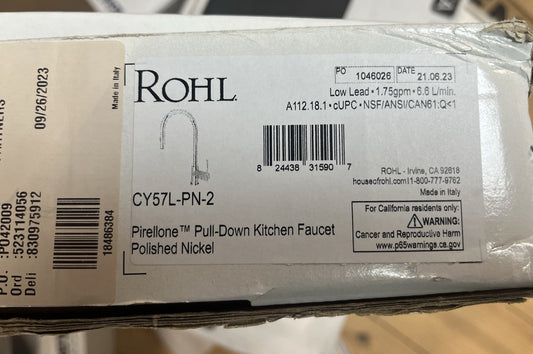 ROHL
PO 1046026 DATE 21.06.23
Low Lead • 1.75gpm • 6.6 L/min.
A112.18.1 • cUPC • NSF/ANSI/CAN61:Q<1
8 24438 31590 7
ROHL - Irvine, CA 92618
houseofrohl.com|1-800-777-9762
Made in Italy
CY57L-PN-2
Pirellone™ Pull-Down Kitchen Faucet
Polished Nickel
For California residents only:
⚠WARNING:
Cancer and Reproductive Harm
www.p65warnings.ca.gov
Made in Italy
18486384
09/26/2023
P.O. :PO42009
Ord :523114056
Deli :830975912